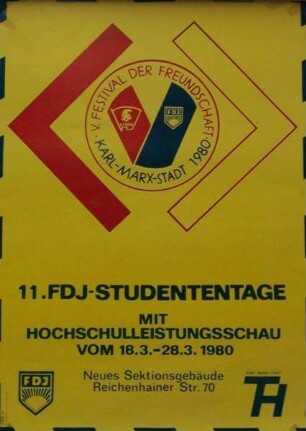 · V. FESTIVAL DER FREUNDSCHAFT ·
KARL-MARX-STADT 1980
FDJ
11. FDJ-STUDENTENTAGE
MIT
HOCHSCHULLEISTUNGSSCHAU
VOM 18.3.-28.3. 1980
Neues Sektionsgebäude
Reichenhainer Str. 70
FDJ
TH